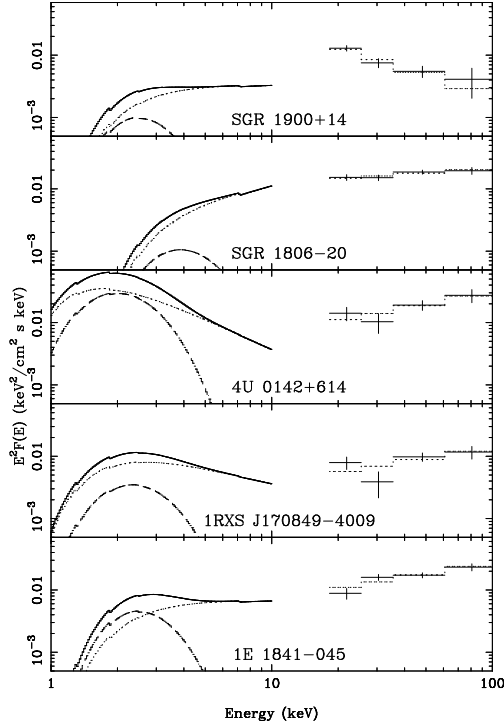 0.01
10⁻³
SGR 1900+14
0.01
10⁻³
SGR 1806−20
0.01
10⁻³
4U 0142+614
E²F(E) (keV²/cm² s keV)
0.01
10⁻³
1RXS J170849−4009
0.01
10⁻³
1E 1841−045
1 10 100
Energy (keV)